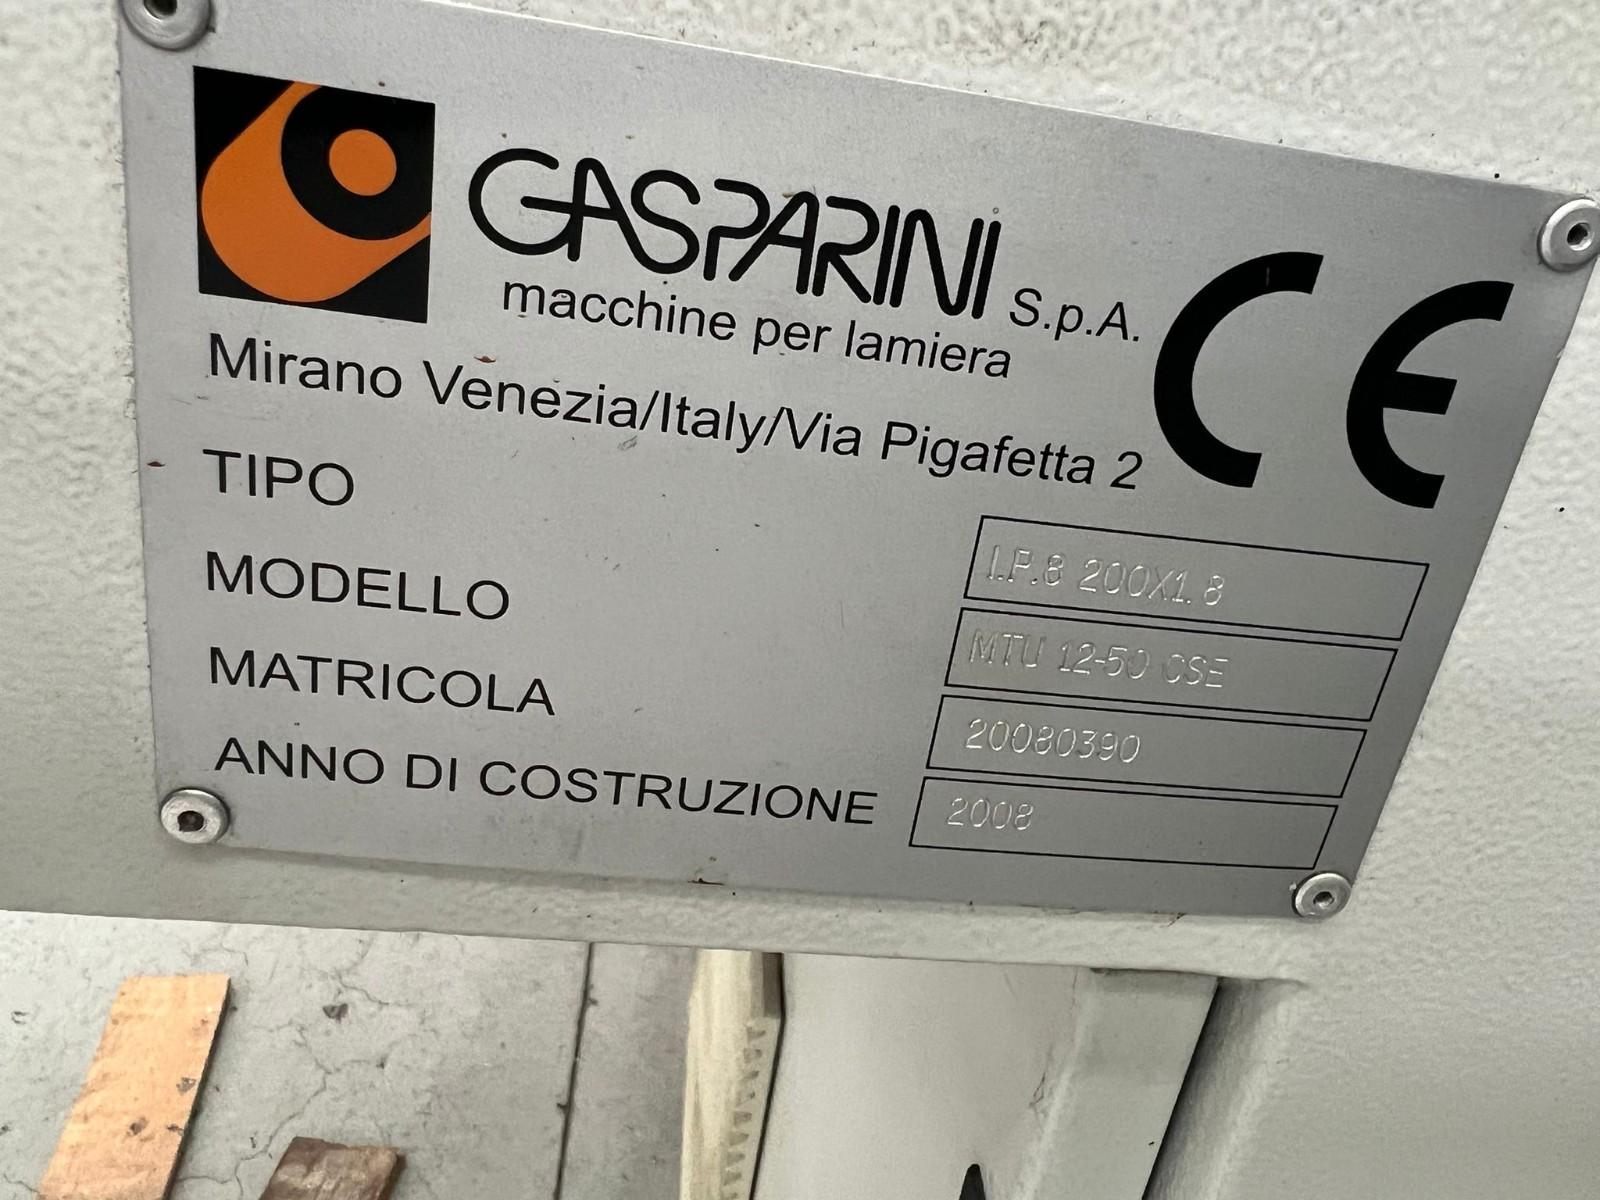 GASPARINI S.p.A.
macchine per lamiera
Mirano Venezia/Italy/Via Pigafetta 2
CE
TIPO I.P.8 200X1.8
MODELLO MTU 12-50 CSE
MATRICOLA 20080390
ANNO DI COSTRUZIONE 2008